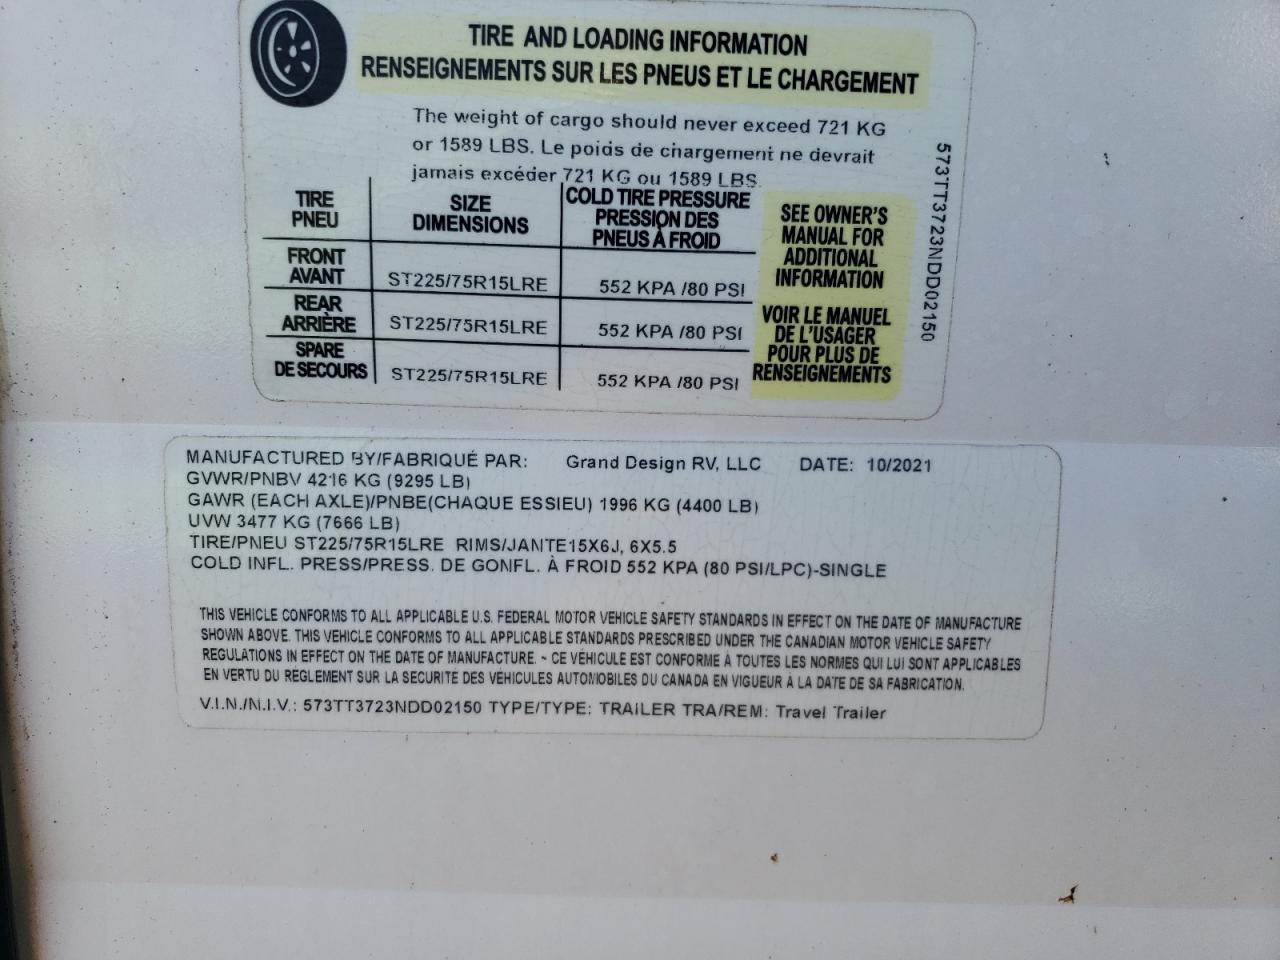 TIRE AND LOADING INFORMATION
RENSEIGNEMENTS SUR LES PNEUS ET LE CHARGEMENT
The weight of cargo should never exceed 721 KG
or 1589 LBS. Le poids de chargement ne devrait
jamais excéder 721 KG ou 1589 LBS.
TIRE PNEU SIZE DIMENSIONS COLD TIRE PRESSURE PRESSION DES PNEUS À FROID
FRONT AVANT ST225/75R15LRE 552 KPA /80 PSI
REAR ARRIÈRE ST225/75R15LRE 552 KPA /80 PSI
SPARE DE SECOURS ST225/75R15LRE 552 KPA /80 PSI
SEE OWNER'S
MANUAL FOR
ADDITIONAL
INFORMATION
VOIR LE MANUEL
DE L'USAGER
POUR PLUS DE
RENSEIGNEMENTS
573TT3723NDD02150
MANUFACTURED BY/FABRIQUÉ PAR: Grand Design RV, LLC DATE: 10/2021
GVWR/PNBV 4216 KG (9295 LB)
GAWR (EACH AXLE)/PNBE(CHAQUE ESSIEU) 1996 KG (4400 LB)
UVW 3477 KG (7666 LB)
TIRE/PNEU ST225/75R15LRE RIMS/JANTE15X6J, 6X5.5
COLD INFL. PRESS/PRESS. DE GONFL. À FROID 552 KPA (80 PSI/LPC)-SINGLE
THIS VEHICLE CONFORMS TO ALL APPLICABLE U.S. FEDERAL MOTOR VEHICLE SAFETY STANDARDS IN EFFECT ON THE DATE OF MANUFACTURE
SHOWN ABOVE. THIS VEHICLE CONFORMS TO ALL APPLICABLE STANDARDS PRESCRIBED UNDER THE CANADIAN MOTOR VEHICLE SAFETY
REGULATIONS IN EFFECT ON THE DATE OF MANUFACTURE. ~ CE VÉHICULE EST CONFORME À TOUTES LES NORMES QUI LUI SONT APPLICABLES
EN VERTU DU RÈGLEMENT SUR LA SECURITE DES VÉHICULES AUTOMOBILES DU CANADA EN VIGUEUR À LA DATE DE SA FABRICATION.
V.I.N./N.I.V.: 573TT3723NDD02150 TYPE/TYPE: TRAILER TRA/REM: Travel Trailer